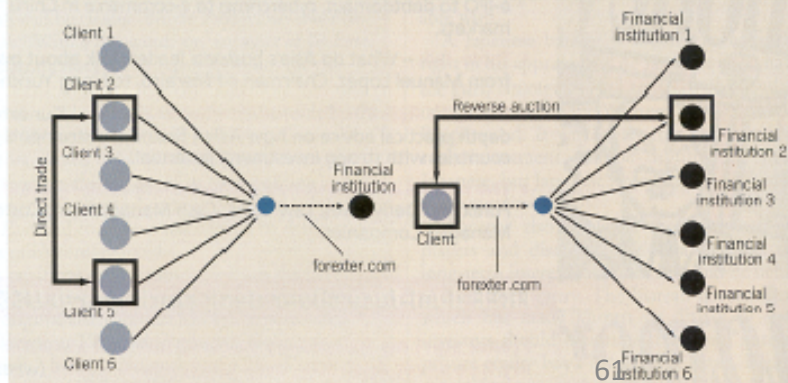 Client 1
Client 2
Client 3
Client 4
Client 5
Client 6
Direct trade
Financial
institution
forexter.com
Reverse auction
Client
forexter.com
Financial
institution 1
Financial
institution 2
Financial
institution 3
Financial
institution 4
Financial
institution 5
Financial
institution 6
61